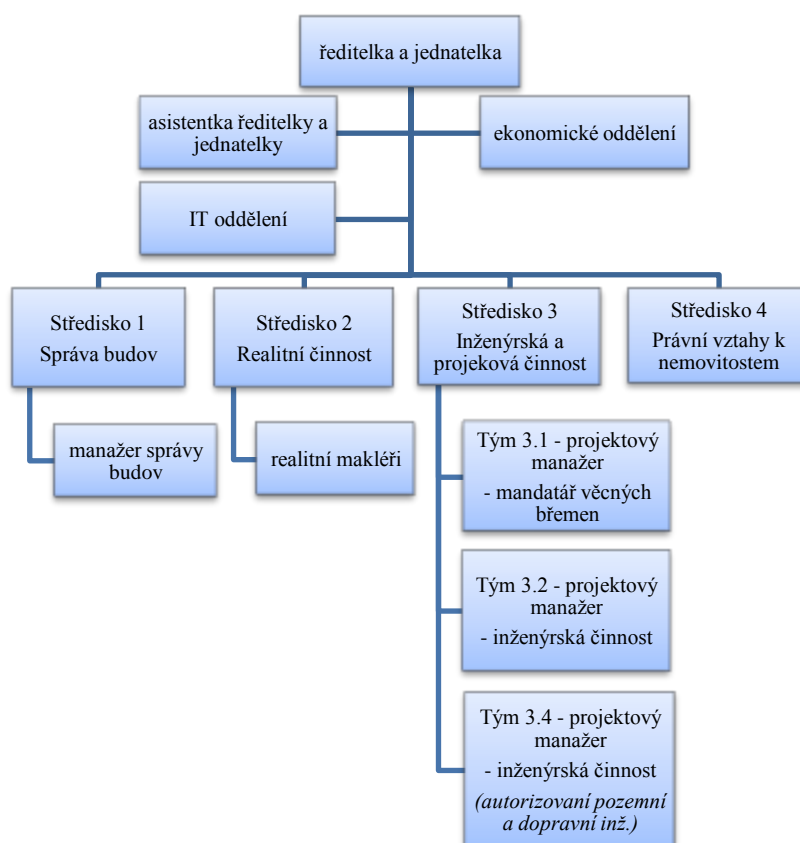 ředitelka a jednatelka
asistentka ředitelky a
jednatelky
ekonomické oddělení
IT oddělení
Středisko 1
Správa budov
Středisko 2
Realitní činnost
Středisko 3
Inženýrská a
projeková činnost
Středisko 4
Právní vztahy k
nemovitostem
manažer správy
budov
realitní makléři
Tým 3.1 - projektový
manažer
- mandatář věcných
břemen
Tým 3.2 - projektový
manažer
- inženýrská činnost
Tým 3.4 - projektový
manažer
- inženýrská činnost
(autorizovaní pozemní
a dopravní inž.)